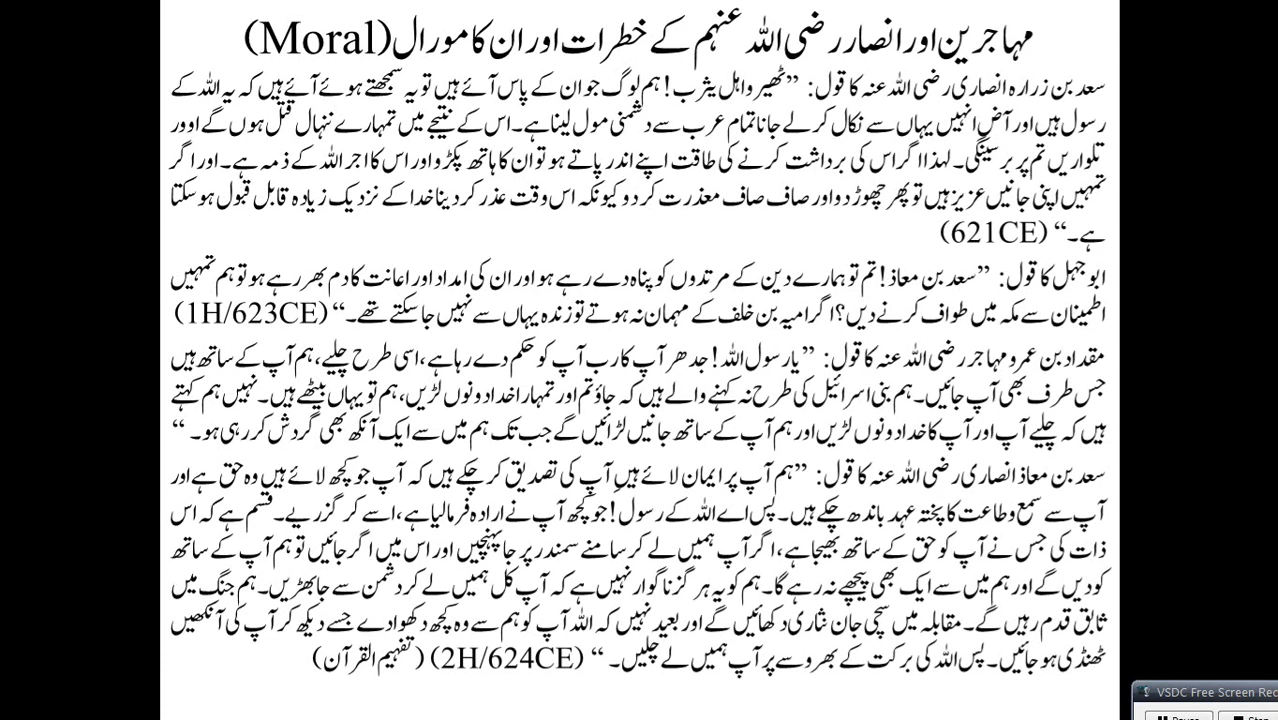 مہاجرین اور انصار رضی اللہ عنہم کے خطرات اور ان کا مورال (Moral)
سعد بن زرارہ انصاری رضی اللہ عنہ کا قول: ”ٹھیرو اہل یثرب! ہم لوگ جو ان کے پاس آئے ہیں تو یہ سمجھتے ہوئے آئے ہیں کہ یہ اللہ کے
رسول ہیں اور آض انہیں یہاں سے نکال کر لے جانا تمام عرب سے دشمنی مول لینا ہے۔ اس کے نتیجے میں تمہارے نہال قتل ہوں گے اوور
تلواریں تم پر برسینگی۔ لہذا اگر اس کی برداشت کرنے کی طاقت اپنے اندر پاتے ہو تو ان کا ہاتھ پکڑو اور اس کا اجر اللہ کے ذمہ ہے۔ اور اگر
تمہیں اپنی جانیں عزیز ہیں تو پھر چھوڑ دو اور صاف صاف معذرت کر دو کیونکہ اس وقت عذر کر دینا خدا کے نزدیک زیادہ قابل قبول ہو سکتا
ہے۔“ (621CE)
ابو جہل کا قول: ”سعد بن معاذ! تم تو ہمارے دین کے مرتدوں کو پناہ دے رہے ہو اور ان کی امداد اور اعانت کا دم بھر رہے ہو تو ہم تمہیں
اطمینان سے مکہ میں طواف کرنے دیں؟ اگر امیہ بن خلف کے مہمان نہ ہوتے تو زندہ یہاں سے نہیں جا سکتے تھے۔“ (1H/623CE)
مقداد بن عمرو مہاجر رضی اللہ عنہ کا قول: ”یا رسول اللہ! جدھر آپ کا رب آپ کو حکم دے رہا ہے، اسی طرح چلیے، ہم آپ کے ساتھ ہیں
جس طرف بھی آپ جائیں۔ ہم بنی اسرائیل کی طرح نہ کہنے والے ہیں کہ جاؤ تم اور تمہارا خدا دونوں لڑیں، ہم تو یہاں بیٹھے ہیں۔ نہیں ہم کہتے
ہیں کہ چلیے آپ اور آپ کا خدا دونوں لڑیں اور ہم آپ کے ساتھ جانیں لڑائیں گے جب تک ہم میں سے ایک آنکھ بھی گردش کر رہی ہو۔ “
سعد بن معاذ انصاری رضی اللہ عنہ کا قول: ”ہم آپ پر ایمان لائے ہیں آپ کی تصدیق کر چکے ہیں کہ آپ جو کچھ لائے ہیں وہ حق ہے اور
آپ سے سمع و طاعت کا پختہ عہد باندھ چکے ہیں۔ پس اے اللہ کے رسول! جو کچھ آپ نے ارادہ فرما لیا ہے، اسے کر گزریے۔ قسم ہے کہ اس
ذات کی جس نے آپ کو حق کے ساتھ بھیجا ہے، اگر آپ ہمیں لے کر سامنے سمندر پر جا پہنچیں اور اس میں اگر جائیں تو ہم آپ کے ساتھ
کودیں گے اور ہم میں سے ایک بھی پیچھے نہ رہے گا۔ ہم کو یہ ہر گز ناگوار نہیں ہے کہ آپ کل ہمیں لے کر دشمن سے جا بھڑیں۔ ہم جنگ میں
ثابق قدم رہیں گے۔ مقابلہ میں سچی جان نثاری دکھائیں گے اور بعید نہیں کہ اللہ آپ کو ہم سے وہ کچھ دکھوا دے جسے دیکھ کر آپ کی آنکھیں
ٹھنڈی ہو جائیں۔ پس اللہ کی برکت کے بھروسے پر آپ ہمیں لے چلیں۔ “ (2H/624CE) (تفہیم القرآن)
VSDC Free Screen Rec